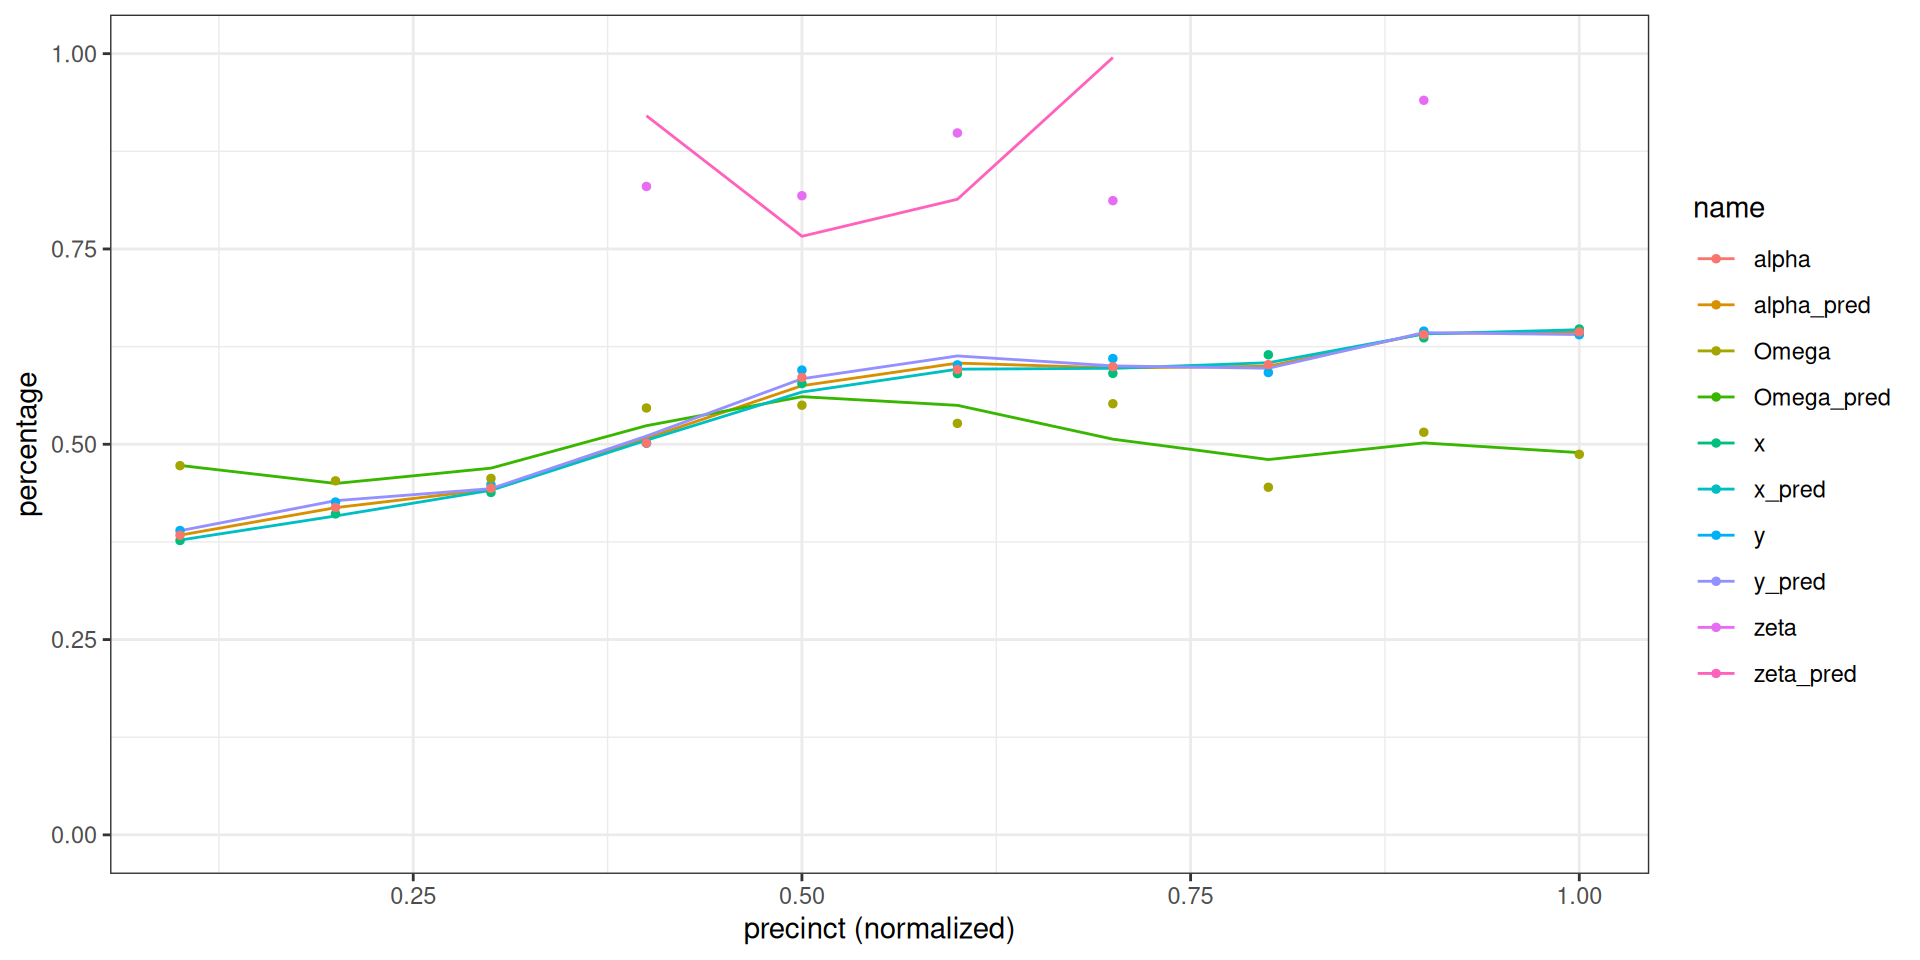 1.00
0.75
0.50
0.25
0.00
percentage
0.25 0.50 0.75 1.00
precinct (normalized)
name
alpha
alpha_pred
Omega
Omega_pred
x
x_pred
y
y_pred
zeta
zeta_pred